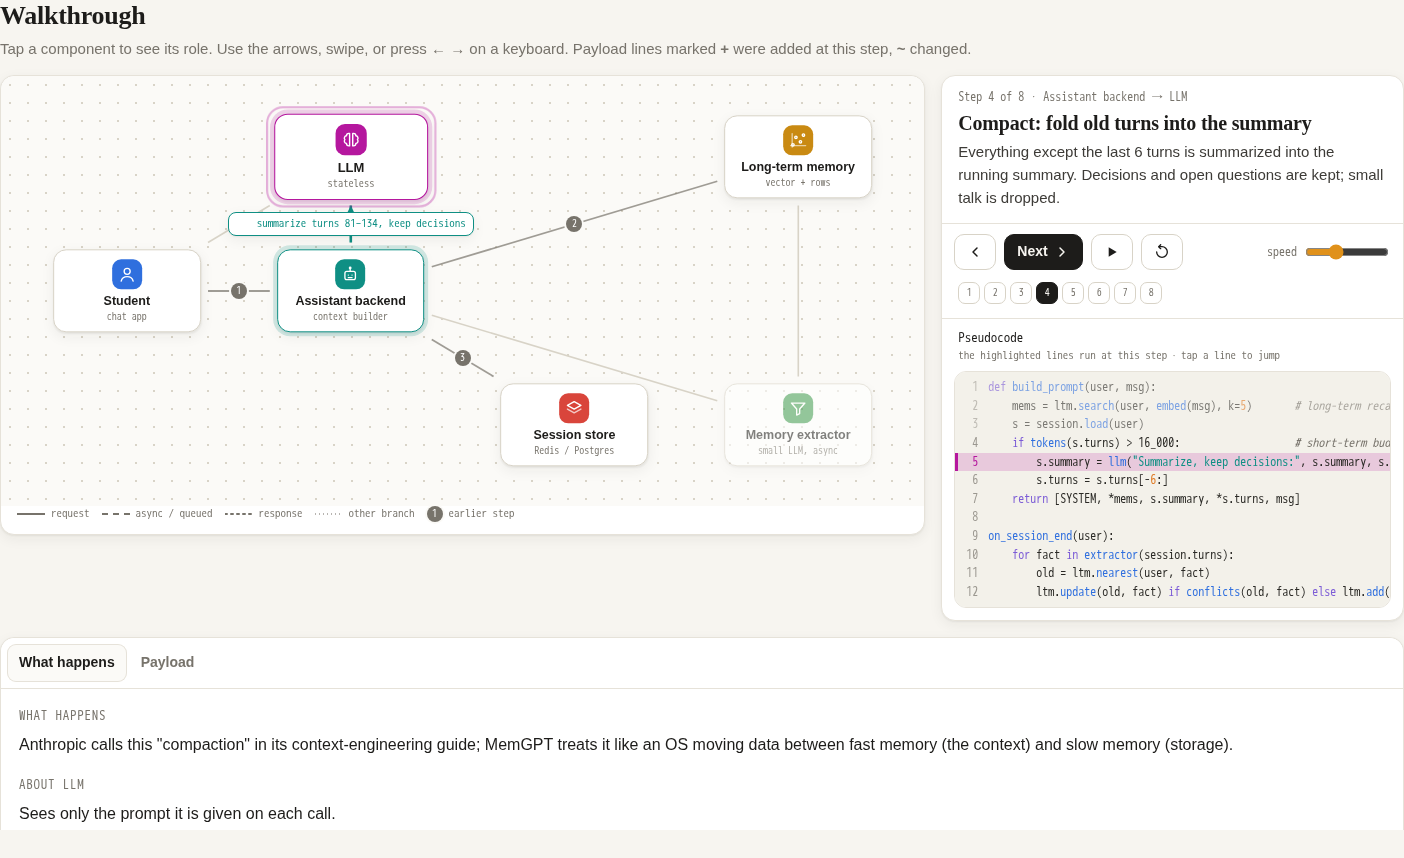 Walkthrough
Tap a component to see its role. Use the arrows, swipe, or press ← → on a keyboard. Payload lines marked + were added at this step, ~ changed.
LLM
stateless
Long-term memory
vector + rows
summarize turns 81–134, keep decisions
2
Student
chat app
1
Assistant backend
context builder
3
Session store
Redis / Postgres
Memory extractor
small LLM, async
request
async / queued
response
other branch
1 earlier step
Step 4 of 8 · Assistant backend → LLM
Compact: fold old turns into the summary
Everything except the last 6 turns is summarized into the
running summary. Decisions and open questions are kept; small
talk is dropped.
Next
speed
1 2 3 4 5 6 7 8
Pseudocode
the highlighted lines run at this step · tap a line to jump
1 def build_prompt(user, msg):
2     mems = ltm.search(user, embed(msg), k=5)       # long-term reca
3     s = session.load(user)
4     if tokens(s.turns) > 16_000:                   # short-term bud
5         s.summary = llm("Summarize, keep decisions:", s.summary, s.
6         s.turns = s.turns[-6:]
7     return [SYSTEM, *mems, s.summary, *s.turns, msg]
8
9 on_session_end(user):
10     for fact in extractor(session.turns):
11         old = ltm.nearest(user, fact)
12         ltm.update(old, fact) if conflicts(old, fact) else ltm.add(
What happens
Payload
WHAT HAPPENS
Anthropic calls this "compaction" in its context-engineering guide; MemGPT treats it like an OS moving data between fast memory (the context) and slow memory (storage).
ABOUT LLM
Sees only the prompt it is given on each call.